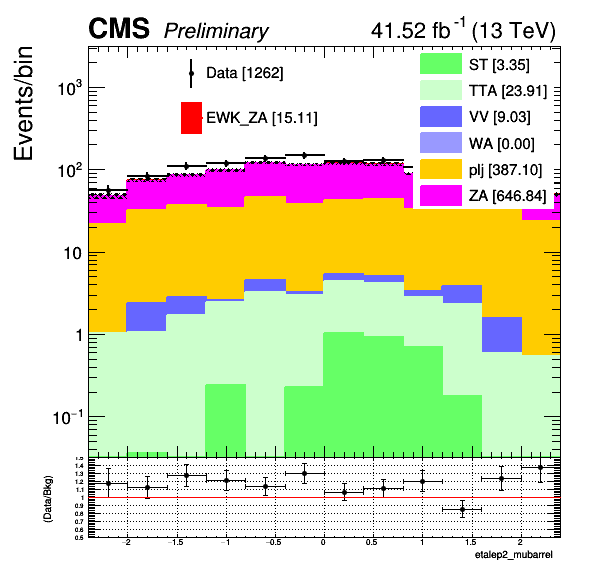 CMS Preliminary 41.52 fb⁻¹ (13 TeV)
Events/bin
Data [1262]
EWK_ZA [15.11]
ST [3.35]
TTA [23.91]
VV [9.03]
WA [0.00]
plj [387.10]
ZA [646.84]
10³
10²
10
1
10⁻¹
(Data/Bkg)
1.5
1.4
1.3
1.2
1.1
1
0.9
0.8
0.7
0.6
0.5
−2 −1.5 −1 −0.5 0 0.5 1 1.5 2
etalep2_mubarrel